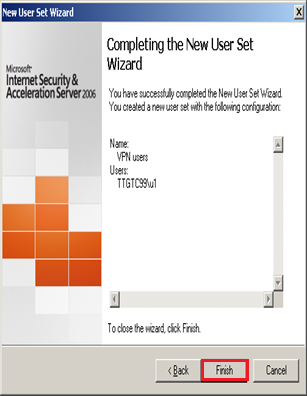 New User Set Wizard
Microsoft
Internet Security &
Acceleration Server 2006
Completing the New User Set
Wizard
You have successfully completed the New User Set Wizard.
You created a new user set with the following configuration:
Name:
VPN users
Users:
TTGTC99\u1
To close the wizard, click Finish.
< Back
Finish
Cancel